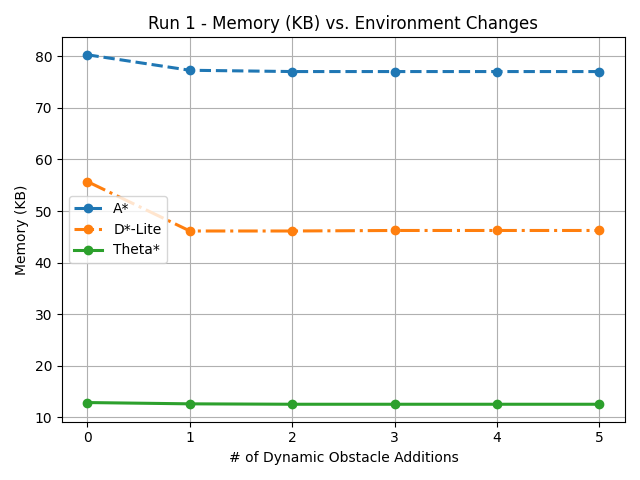 Run 1 - Memory (KB) vs. Environment Changes
Memory (KB)
80
70
60
50
40
30
20
10
A*
D*-Lite
Theta*
0 1 2 3 4 5
# of Dynamic Obstacle Additions